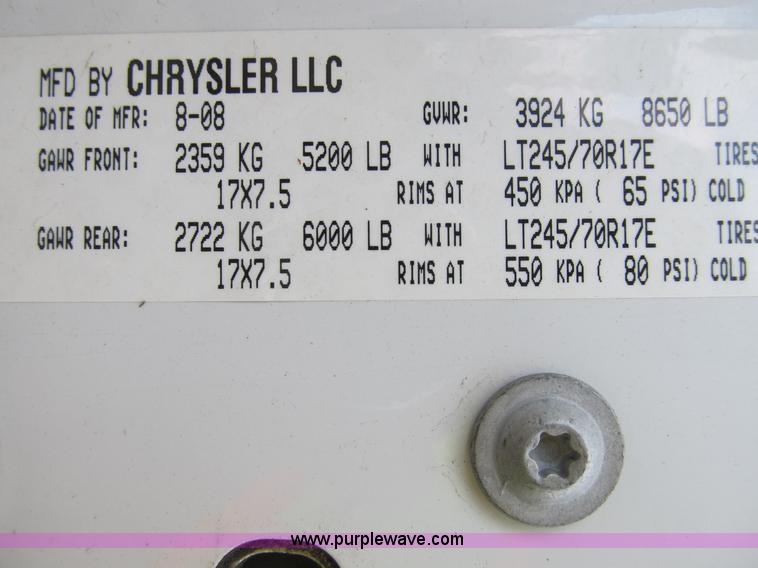 MFD BY CHRYSLER LLC
DATE OF MFR: 8-08 GVWR: 3924 KG 8650 LB
GAWR FRONT: 2359 KG 5200 LB WITH LT245/70R17E TIRES
17X7.5 RIMS AT 450 KPA ( 65 PSI) COLD
GAWR REAR: 2722 KG 6000 LB WITH LT245/70R17E TIRES
17X7.5 RIMS AT 550 KPA ( 80 PSI) COLD
www.purplewave.com